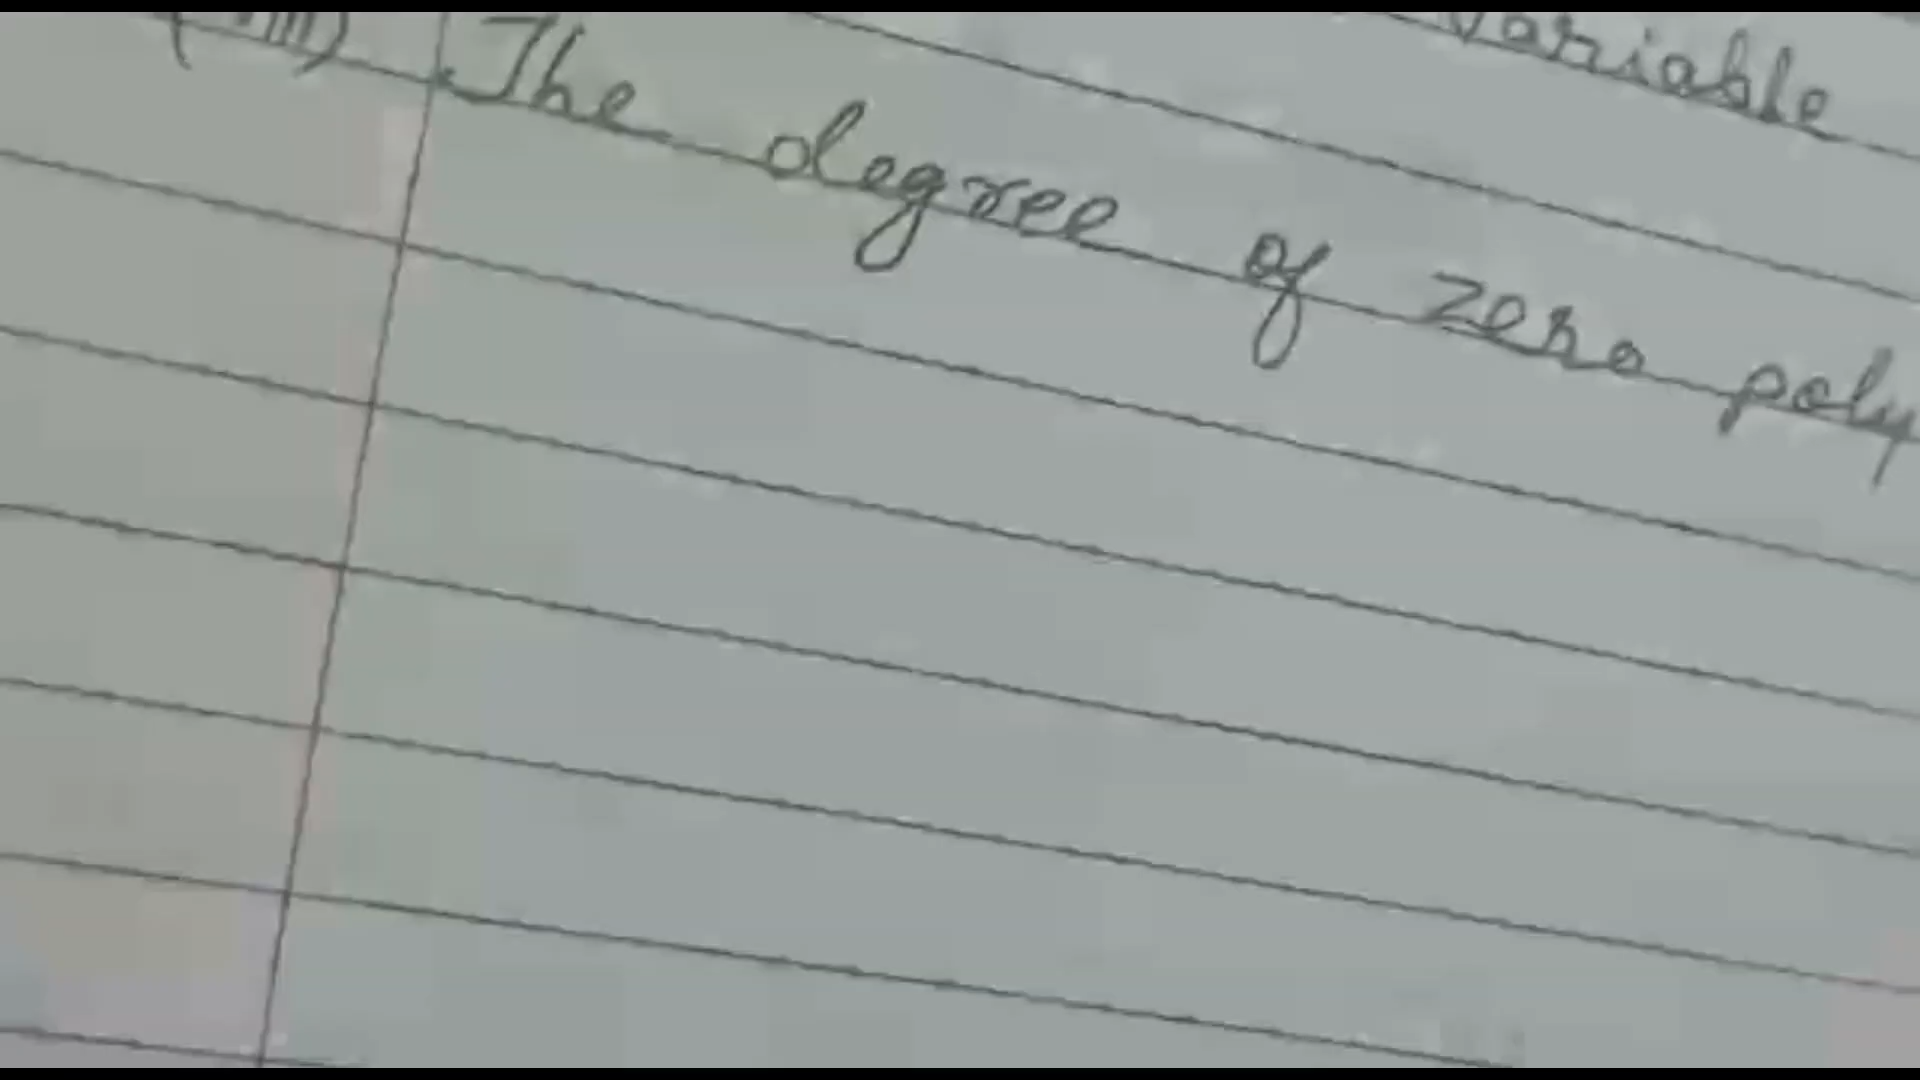 variable
The degree of zero poly